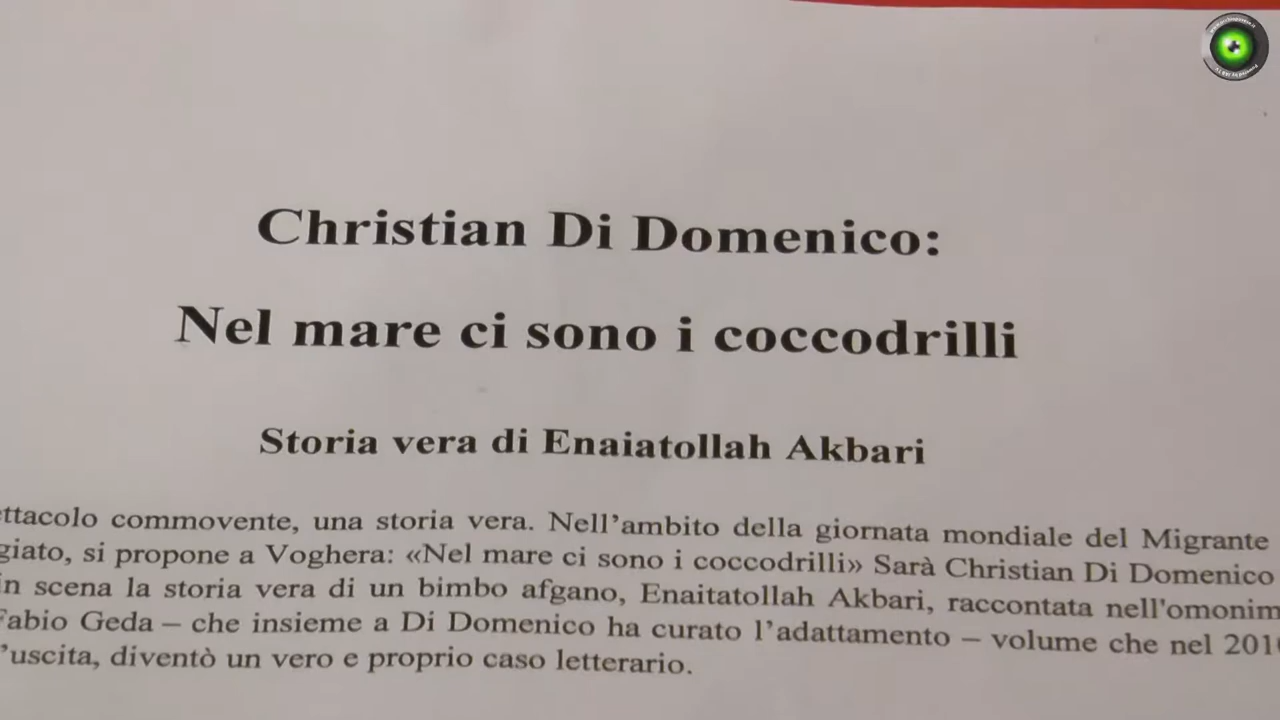 Christian Di Domenico:
Nel mare ci sono i coccodrilli
Storia vera di Enaiatollah Akbari
ttacolo commovente, una storia vera. Nell'ambito della giornata mondiale del Migrante
giato, si propone a Voghera: «Nel mare ci sono i coccodrilli» Sarà Christian Di Domenico
in scena la storia vera di un bimbo afgano, Enaitatollah Akbari, raccontata nell'omonim
Fabio Geda – che insieme a Di Domenico ha curato l'adattamento – volume che nel 2010
'uscita, diventò un vero e proprio caso letterario.